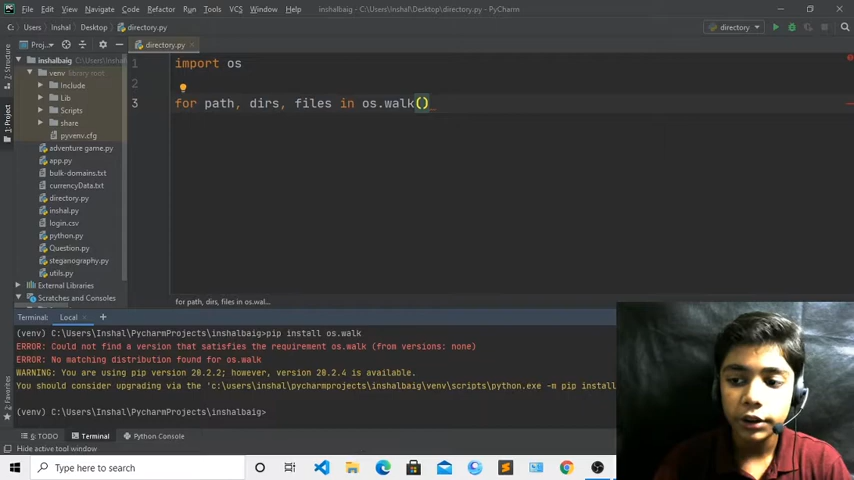 File Edit View Navigate Code Refactor Run Tools VCS Window Help inshalbaig - C:\Users\Inshal\Desktop\directory.py - PyCharm
C: Users Inshal Desktop directory.py directory
Proj... directory.py
1 import os
2
3 for path, dirs, files in os.walk()
1: Project
7: Structure
2: Favorites
inshalbaig C:\Users\Insh
venv library root
Include
Lib
Scripts
share
pyvenv.cfg
adventure game.py
app.py
bulk-domains.txt
currencyData.txt
directory.py
inshal.py
login.csv
python.py
Question.py
steganography.py
utils.py
External Libraries
Scratches and Consoles
for path, dirs, files in os.wal...
Terminal: Local +
(venv) C:\Users\Inshal\PycharmProjects\inshalbaig>pip install os.walk
ERROR: Could not find a version that satisfies the requirement os.walk (from versions: none)
ERROR: No matching distribution found for os.walk
WARNING: You are using pip version 20.2.2; however, version 20.2.4 is available.
You should consider upgrading via the 'c:\users\inshal\pycharmprojects\inshalbaig\venv\scripts\python.exe -m pip install
(venv) C:\Users\Inshal\PycharmProjects\inshalbaig>
6: TODO Terminal Python Console
Hide active tool window
Type here to search